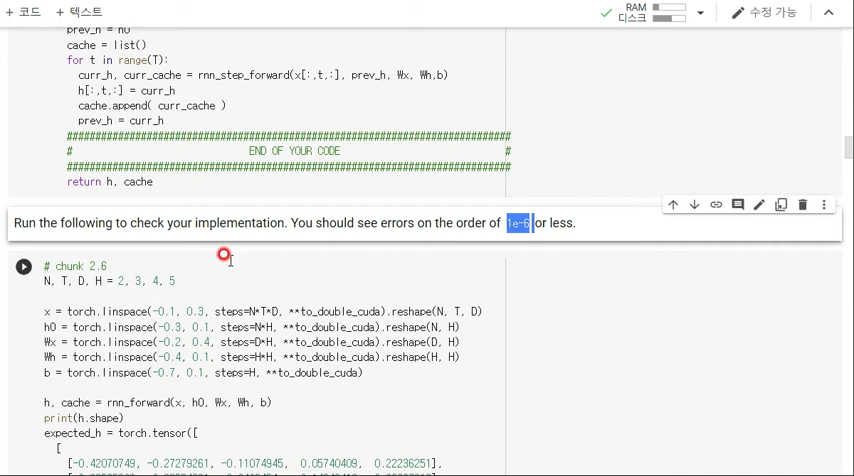 + 코드 + 텍스트
RAM
디스크
수정 가능
prev_h = h0
cache = list()
for t in range(T):
curr_h, curr_cache = rnn_step_forward(x[:,t,:], prev_h, Wx, Wh,b)
h[:,t,:] = curr_h
cache.append( curr_cache )
prev_h = curr_h
##############################################################################
# END OF YOUR CODE #
##############################################################################
return h, cache
Run the following to check your implementation. You should see errors on the order of 1e-6 or less.
# chunk 2.6
N, T, D, H = 2, 3, 4, 5
x = torch.linspace(-0.1, 0.3, steps=N*T*D, **to_double_cuda).reshape(N, T, D)
h0 = torch.linspace(-0.3, 0.1, steps=N*H, **to_double_cuda).reshape(N, H)
Wx = torch.linspace(-0.2, 0.4, steps=D*H, **to_double_cuda).reshape(D, H)
Wh = torch.linspace(-0.4, 0.1, steps=H*H, **to_double_cuda).reshape(H, H)
b = torch.linspace(-0.7, 0.1, steps=H, **to_double_cuda)
h, cache = rnn_forward(x, h0, Wx, Wh, b)
print(h.shape)
expected_h = torch.tensor([
[
[-0.42070749, -0.27279261, -0.11074945, 0.05740409, 0.22236251],